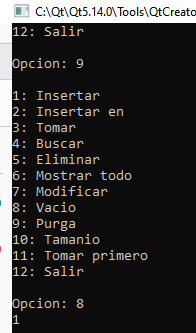 C:\Qt\Qt5.14.0\Tools\QtCreato
12: Salir
Opcion: 9
1: Insertar
2: Insertar en
3: Tomar
4: Buscar
5: Eliminar
6: Mostrar todo
7: Modificar
8: Vacio
9: Purga
10: Tamanio
11: Tomar primero
12: Salir
Opcion: 8
1